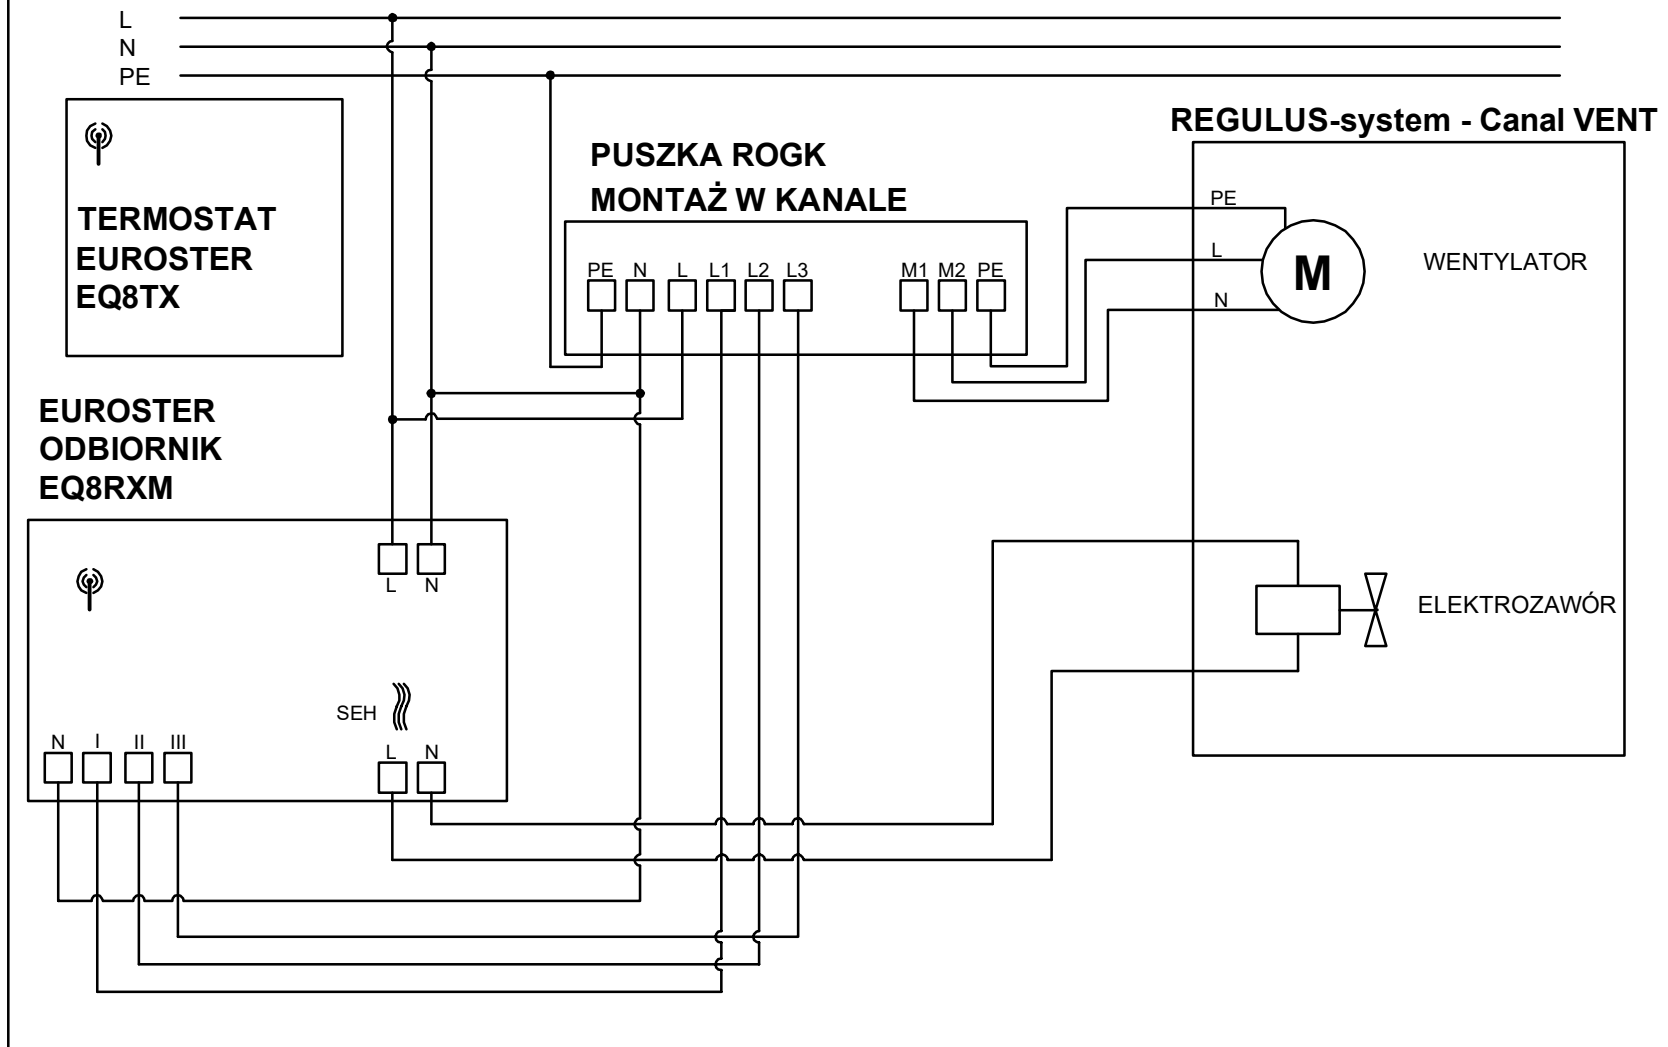 L
N
PE
REGULUS-system - Canal VENT
PUSZKA ROGK
MONTAŻ W KANALE
TERMOSTAT
EUROSTER
EQ8TX
PE N L L1 L2 L3 M1 M2 PE
PE
L
N
M
WENTYLATOR
EUROSTER
ODBIORNIK
EQ8RXM
L N
ELEKTROZAWÓR
SEH
N I II III L N